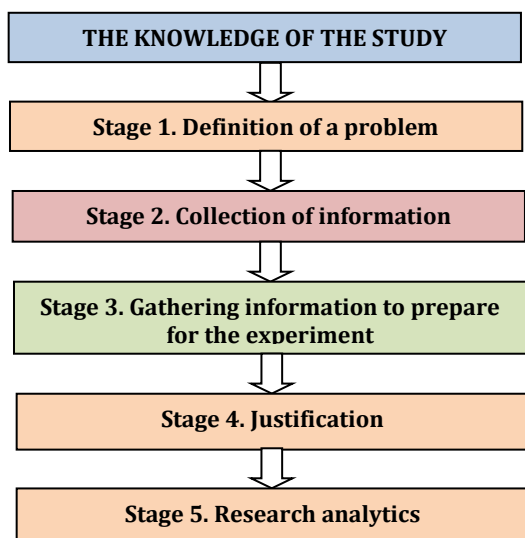 THE KNOWLEDGE OF THE STUDY
Stage 1. Definition of a problem
Stage 2. Collection of information
Stage 3. Gathering information to prepare
for the experiment
Stage 4. Justification
Stage 5. Research analytics